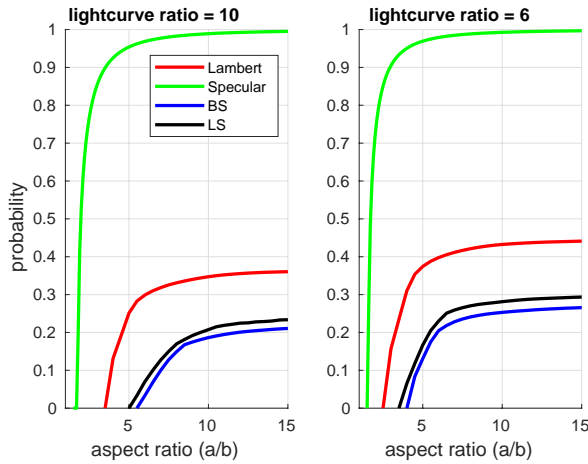 lightcurve ratio = 10
lightcurve ratio = 6
probability
1
0.9
0.8
0.7
0.6
0.5
0.4
0.3
0.2
0.1
0
Lambert
Specular
BS
LS
5 10 15
aspect ratio (a/b)
1
0.9
0.8
0.7
0.6
0.5
0.4
0.3
0.2
0.1
0
5 10 15
aspect ratio (a/b)